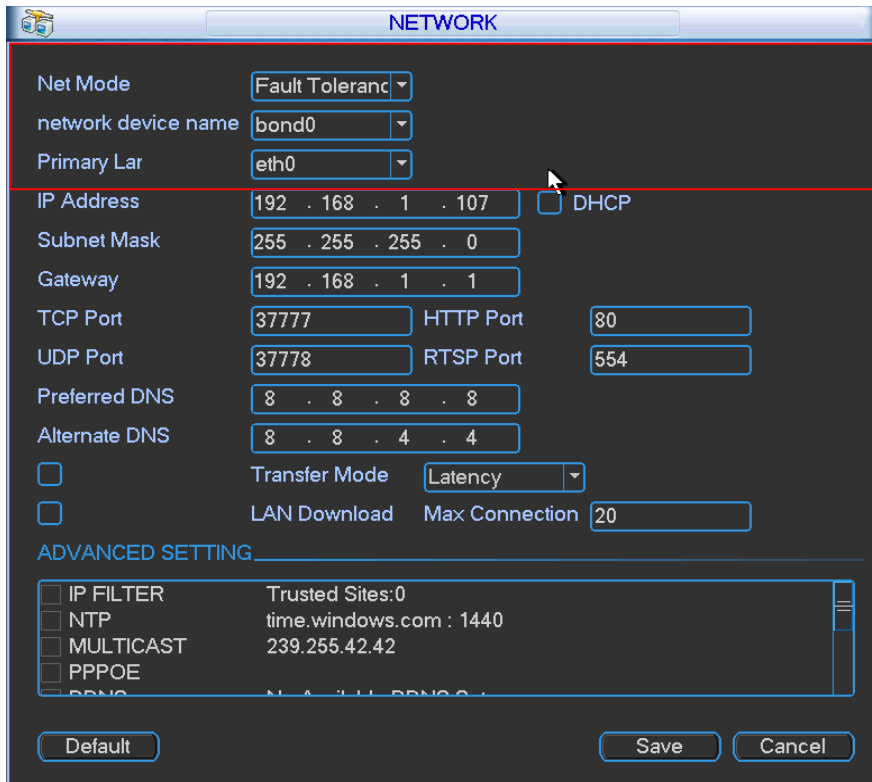 NETWORK
Net Mode Fault Toleranc
network device name bond0
Primary Lar eth0
IP Address 192 . 168 . 1 . 107 DHCP
Subnet Mask 255 . 255 . 255 . 0
Gateway 192 . 168 . 1 . 1
TCP Port 37777 HTTP Port 80
UDP Port 37778 RTSP Port 554
Preferred DNS 8 . 8 . 8 . 8
Alternate DNS 8 . 8 . 4 . 4
Transfer Mode Latency
LAN Download Max Connection 20
ADVANCED SETTING
IP FILTER Trusted Sites:0
NTP time.windows.com : 1440
MULTICAST 239.255.42.42
PPPOE
Default Save Cancel